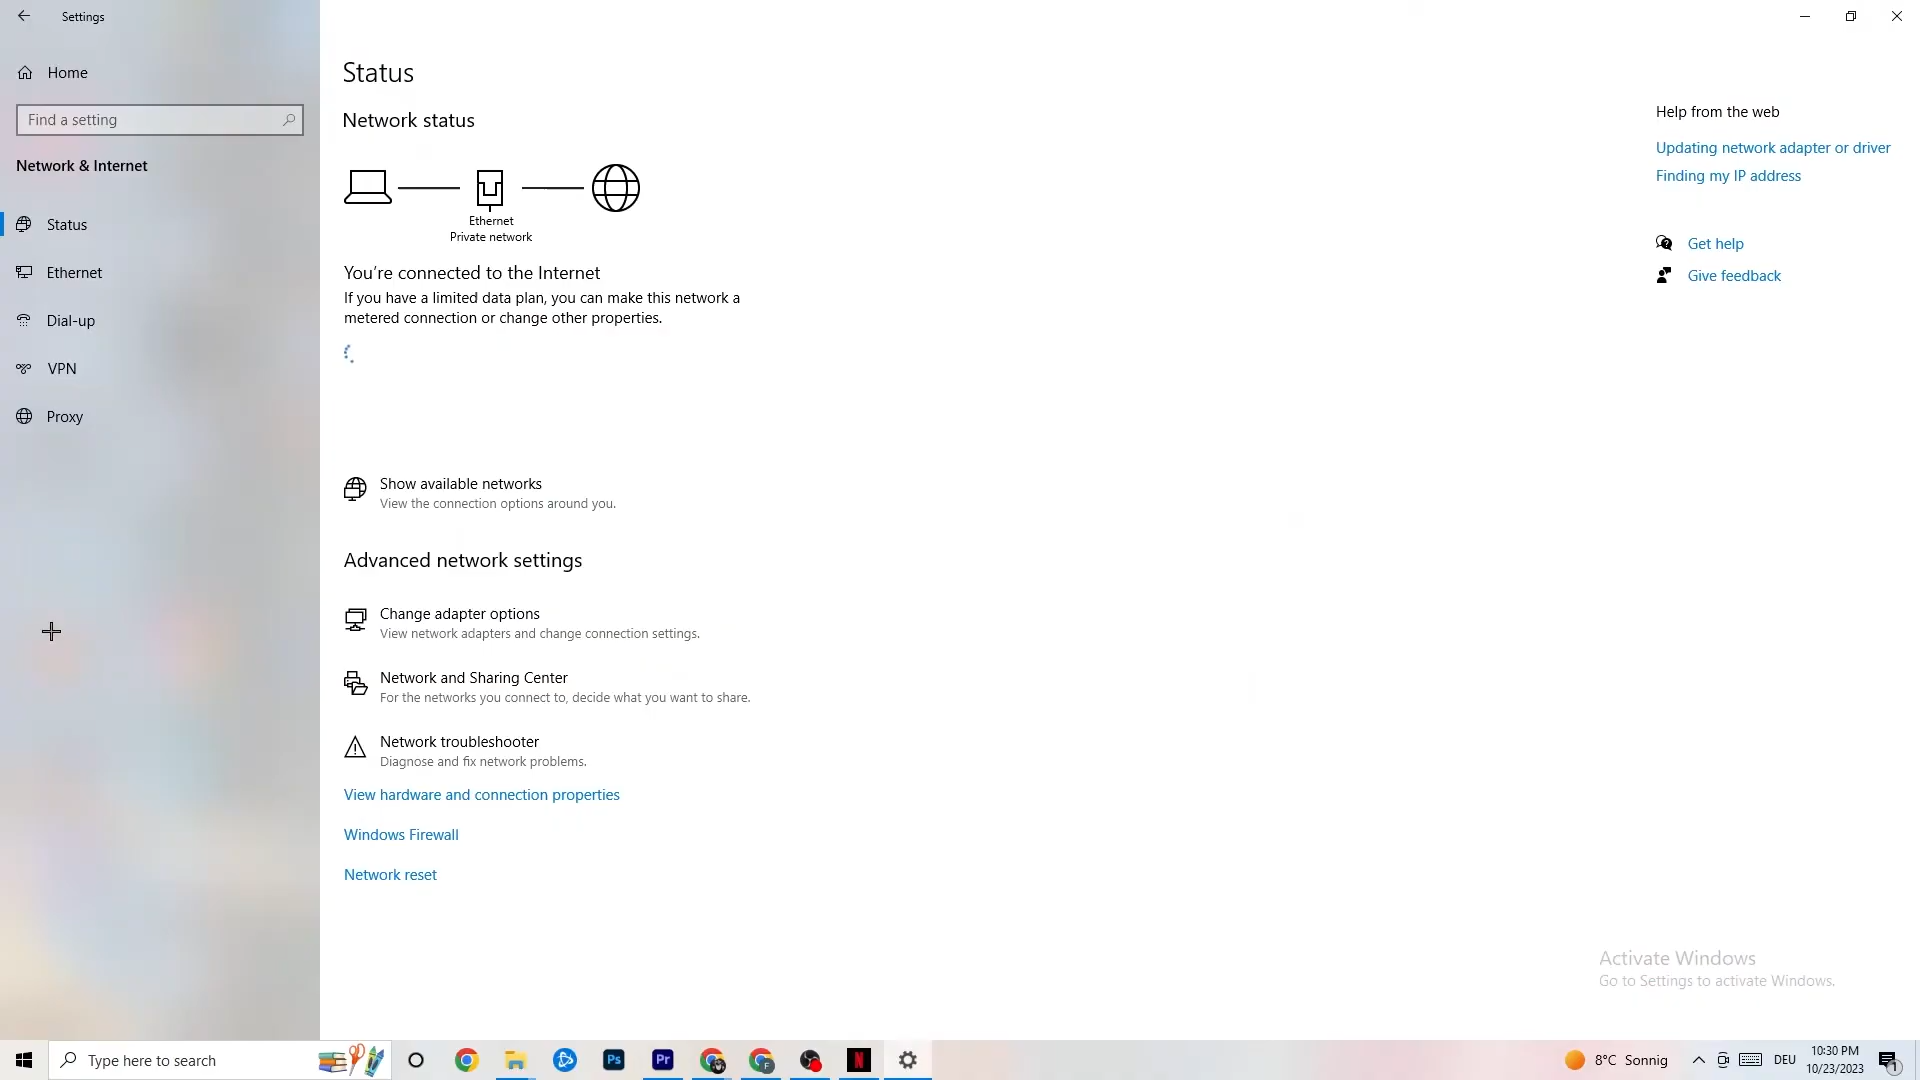 Settings
Home
Find a setting
Network & Internet
Status
Ethernet
Dial-up
VPN
Proxy
Status
Network status
Ethernet
Private network
You're connected to the Internet
If you have a limited data plan, you can make this network a
metered connection or change other properties.
Show available networks
View the connection options around you.
Advanced network settings
Change adapter options
View network adapters and change connection settings.
Network and Sharing Center
For the networks you connect to, decide what you want to share.
Network troubleshooter
Diagnose and fix network problems.
View hardware and connection properties
Windows Firewall
Network reset
Help from the web
Updating network adapter or driver
Finding my IP address
Get help
Give feedback
Activate Windows
Go to Settings to activate Windows.
Type here to search
Ps
Pr
F
N
8°C Sonnig
DEU
10:30 PM
10/23/2023
1